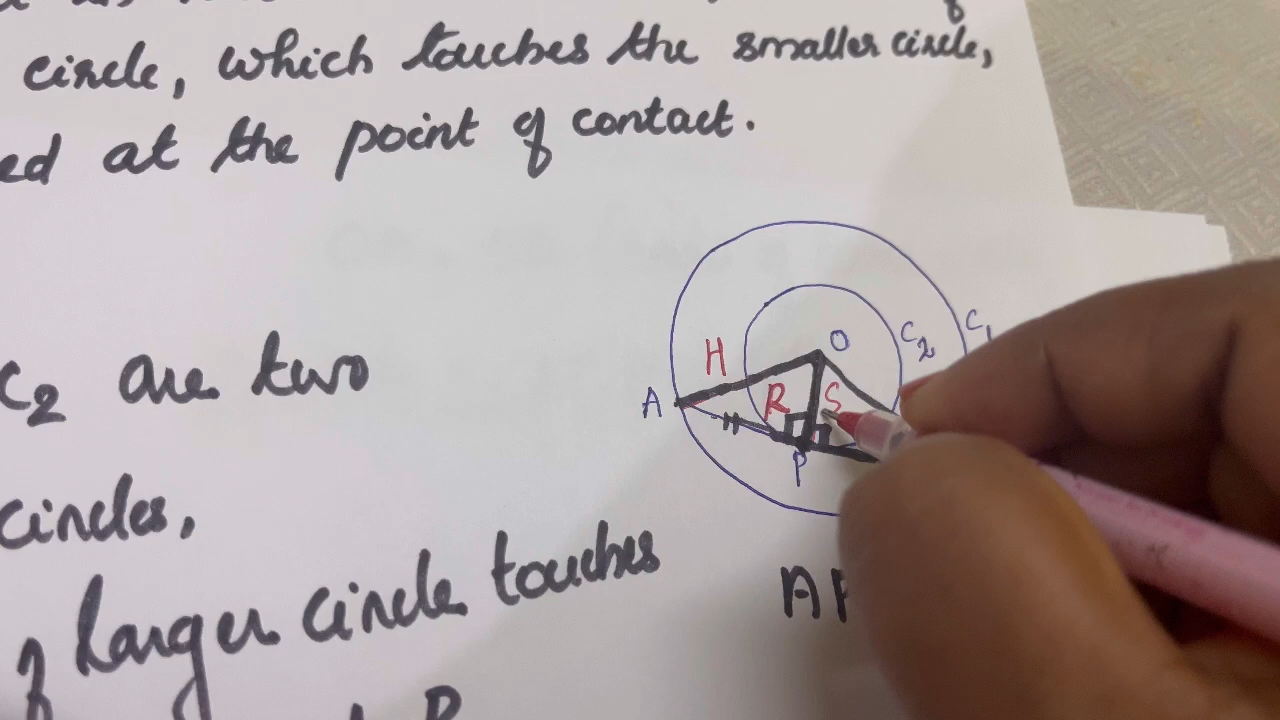 circle, which touches the smaller circle,
ed at the point of contact.
C2 are two
circles,
f larger circle touches
P
O
C2
C1
H
A
R
S
P
AP